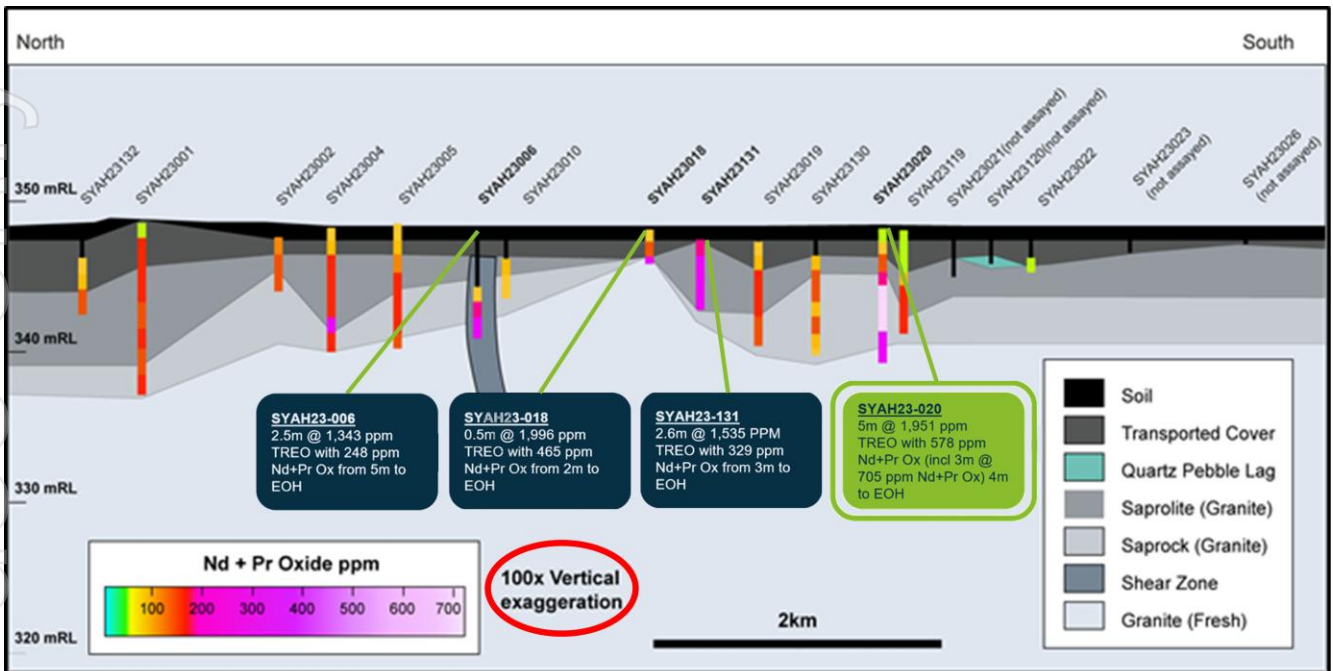 North
South
SYAH23132
SYAH23001
SYAH23002
SYAH23004
SYAH23005
SYAH23006
SYAH23010
SYAH23018
SYAH23131
SYAH23019
SYAH23130
SYAH23020
SYAH23119
SYAH23021(not assayed)
SYAH23120(not assayed)
SYAH23022
SYAH23023
(not assayed)
SYAH23026
(not assayed)
350 mRL
340 mRL
330 mRL
320 mRL
SYAH23-006
2.5m @ 1,343 ppm
TREO with 248 ppm
Nd+Pr Ox from 5m to
EOH
SYAH23-018
0.5m @ 1,996 ppm
TREO with 465 ppm
Nd+Pr Ox from 2m to
EOH
SYAH23-131
2.6m @ 1,535 PPM
TREO with 329 ppm
Nd+Pr Ox from 3m to
EOH
SYAH23-020
5m @ 1,951 ppm
TREO with 578 ppm
Nd+Pr Ox (incl 3m @
705 ppm Nd+Pr Ox) 4m
to EOH
Soil
Transported Cover
Quartz Pebble Lag
Saprolite (Granite)
Saprock (Granite)
Shear Zone
Granite (Fresh)
Nd + Pr Oxide ppm
100 200 300 400 500 600 700
100x Vertical
exaggeration
2km